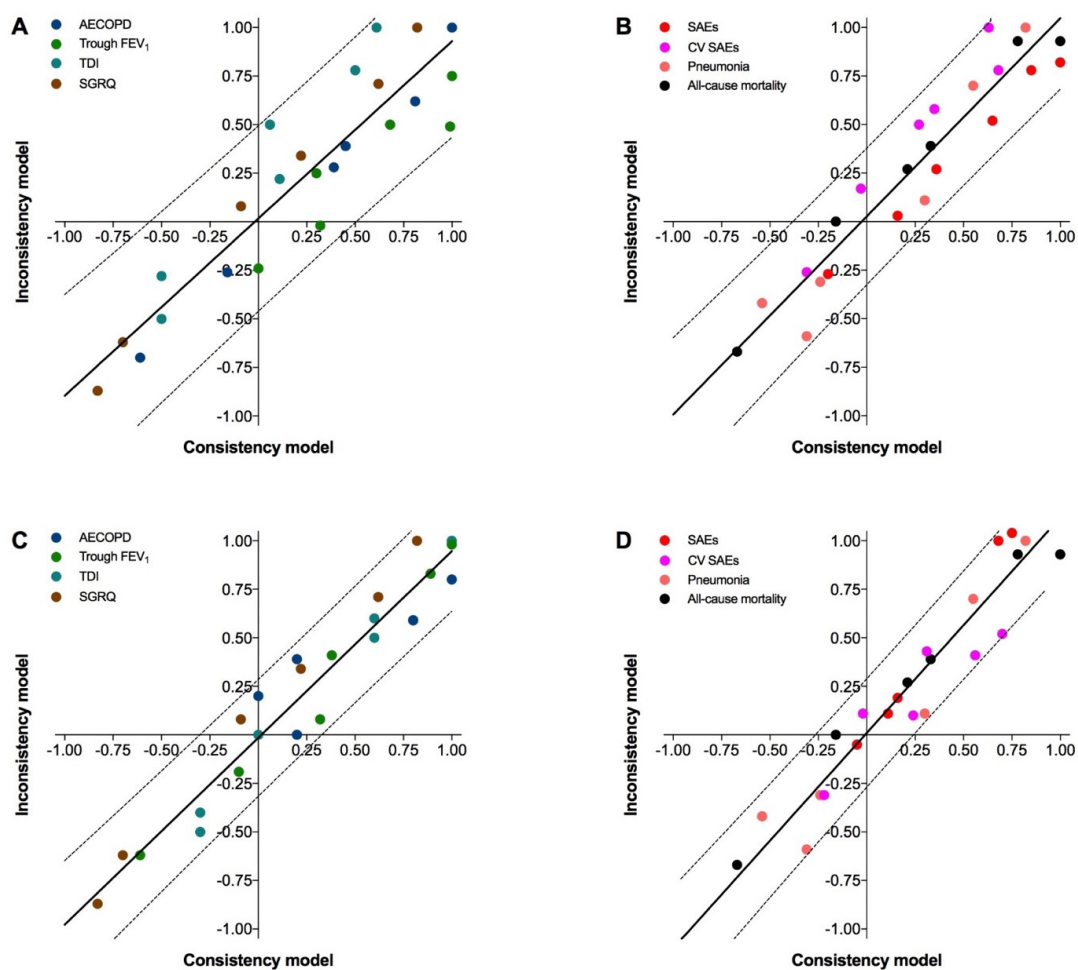 A
AECOPD
Trough FEV1
TDI
SGRQ
Inconsistency model
1.00
0.75
0.50
0.25
-1.00 -0.75 -0.50 -0.25 0.25 0.50 0.75 1.00
-0.25
-0.50
-0.75
-1.00
Consistency model
B
SAEs
CV SAEs
Pneumonia
All-cause mortality
Inconsistency model
1.00
0.75
0.50
0.25
-1.00 -0.75 -0.50 -0.25 0.25 0.50 0.75 1.00
-0.25
-0.50
-0.75
-1.00
Consistency model
C
AECOPD
Trough FEV1
TDI
SGRQ
Inconsistency model
1.00
0.75
0.50
0.25
-1.00 -0.75 -0.50 -0.25 0.25 0.50 0.75 1.00
-0.25
-0.50
-0.75
-1.00
Consistency model
D
SAEs
CV SAEs
Pneumonia
All-cause mortality
Inconsistency model
1.00
0.75
0.50
0.25
-1.00 -0.75 -0.50 -0.25 0.25 0.50 0.75 1.00
-0.25
-0.50
-0.75
-1.00
Consistency model